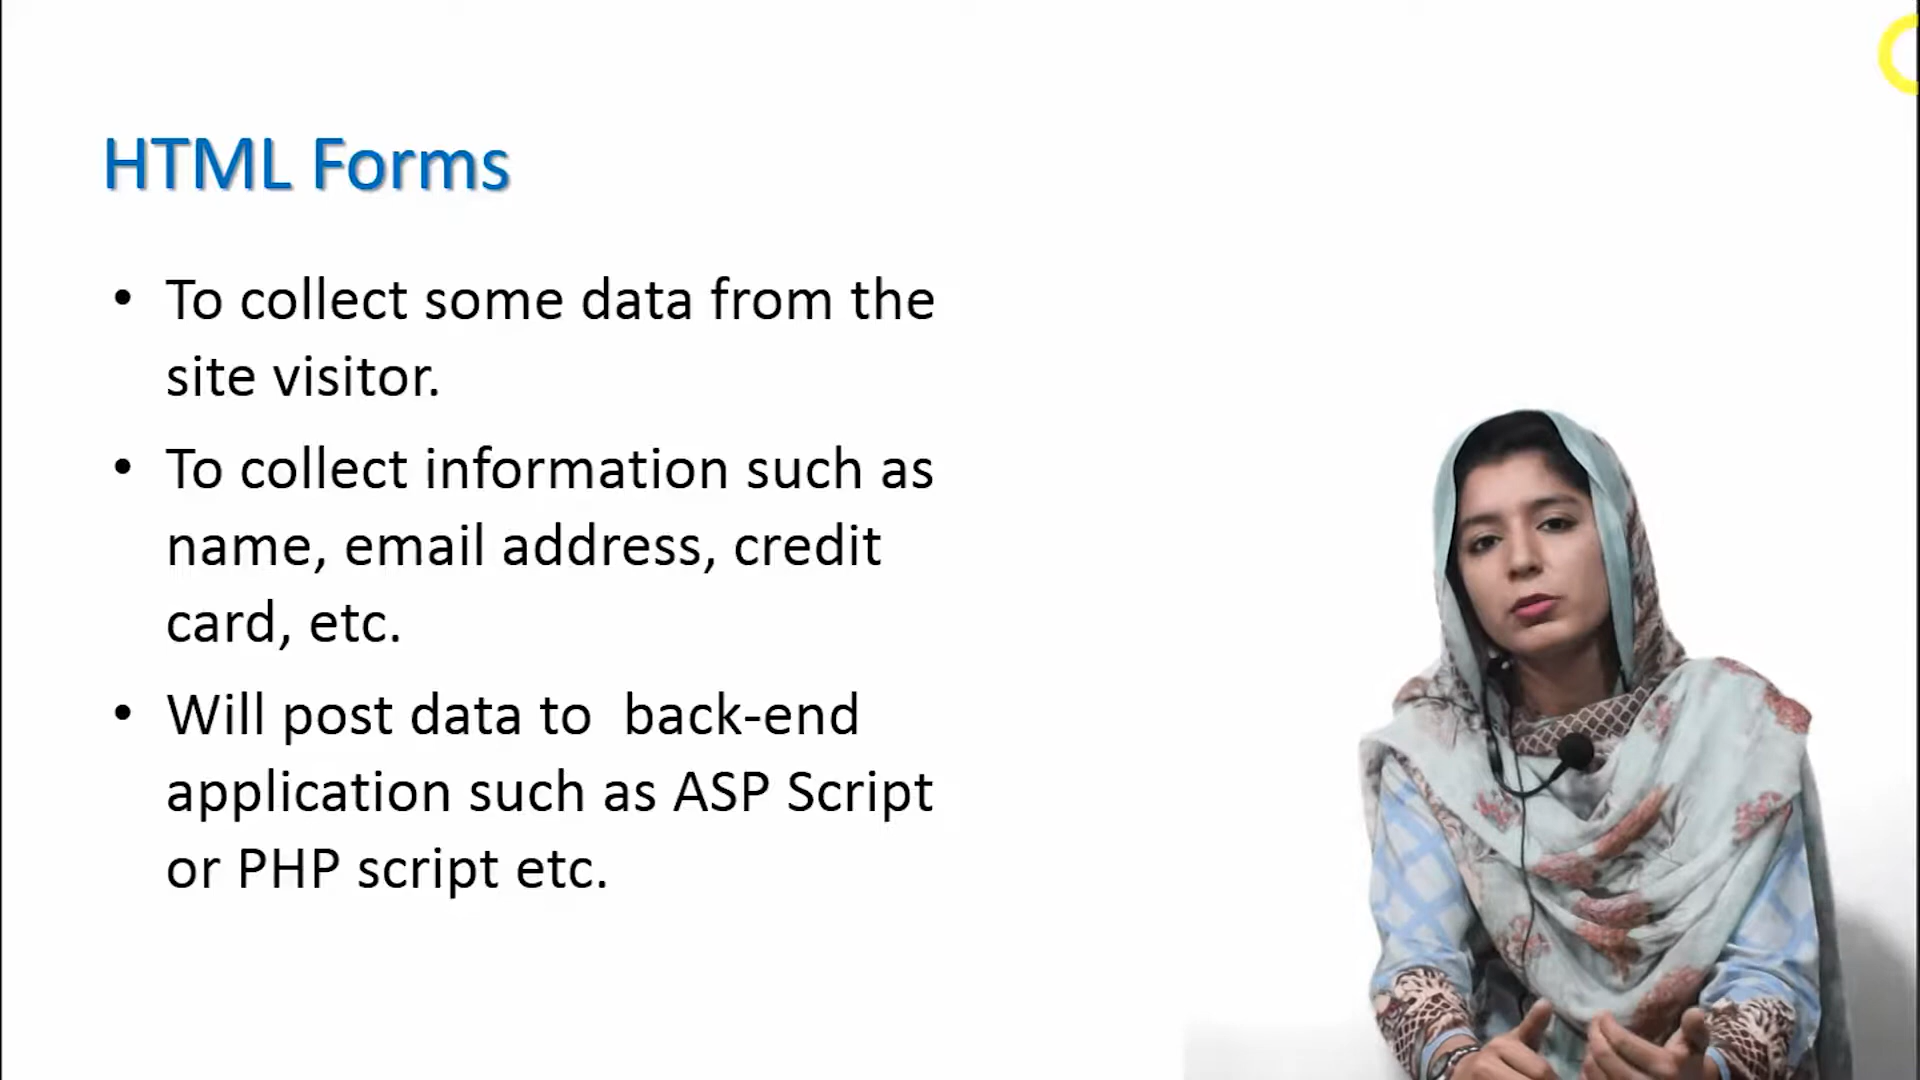 HTML Forms
• To collect some data from the
site visitor.
• To collect information such as
name, email address, credit
card, etc.
• Will post data to  back-end
application such as ASP Script
or PHP script etc.